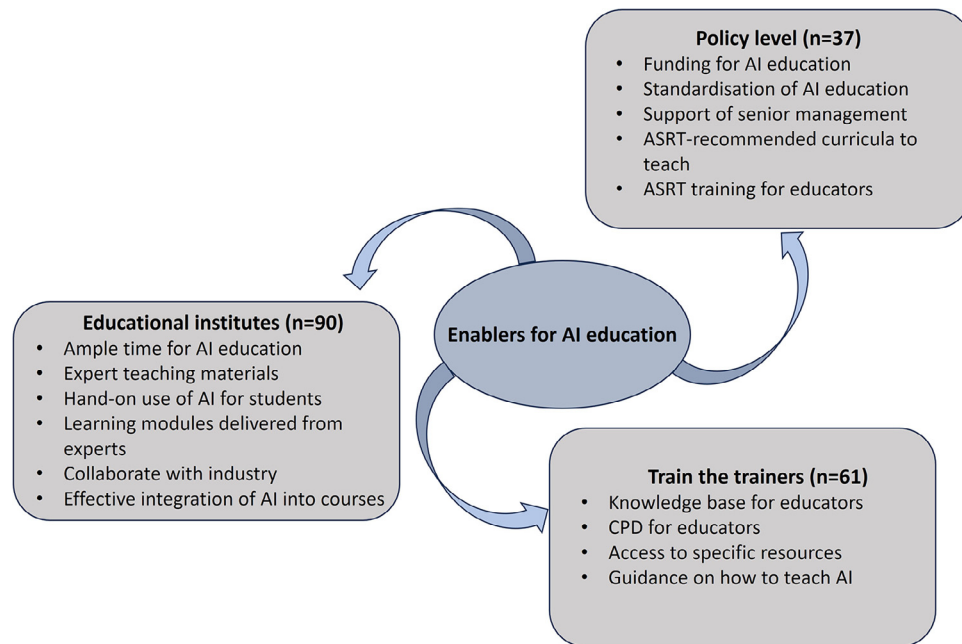 Policy level (n=37)
• Funding for AI education
• Standardisation of AI education
• Support of senior management
• ASRT-recommended curricula to
teach
• ASRT training for educators
Enablers for AI education
Educational institutes (n=90)
• Ample time for AI education
• Expert teaching materials
• Hand-on use of AI for students
• Learning modules delivered from
experts
• Collaborate with industry
• Effective integration of AI into courses
Train the trainers (n=61)
• Knowledge base for educators
• CPD for educators
• Access to specific resources
• Guidance on how to teach AI